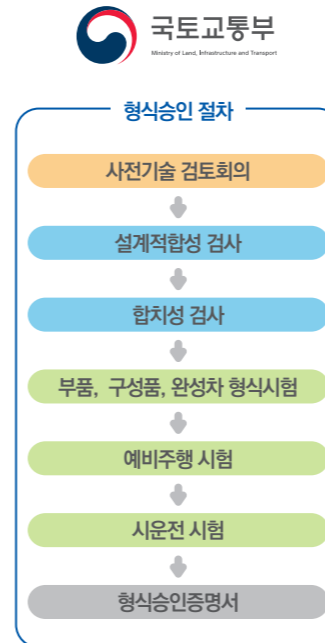 국토교통부
Ministry of Land, Infrastructure and Transport
형식승인 절차
사전기술 검토회의
설계적합성 검사
합치성 검사
부품, 구성품, 완성차 형식시험
예비주행 시험
시운전 시험
형식승인증명서